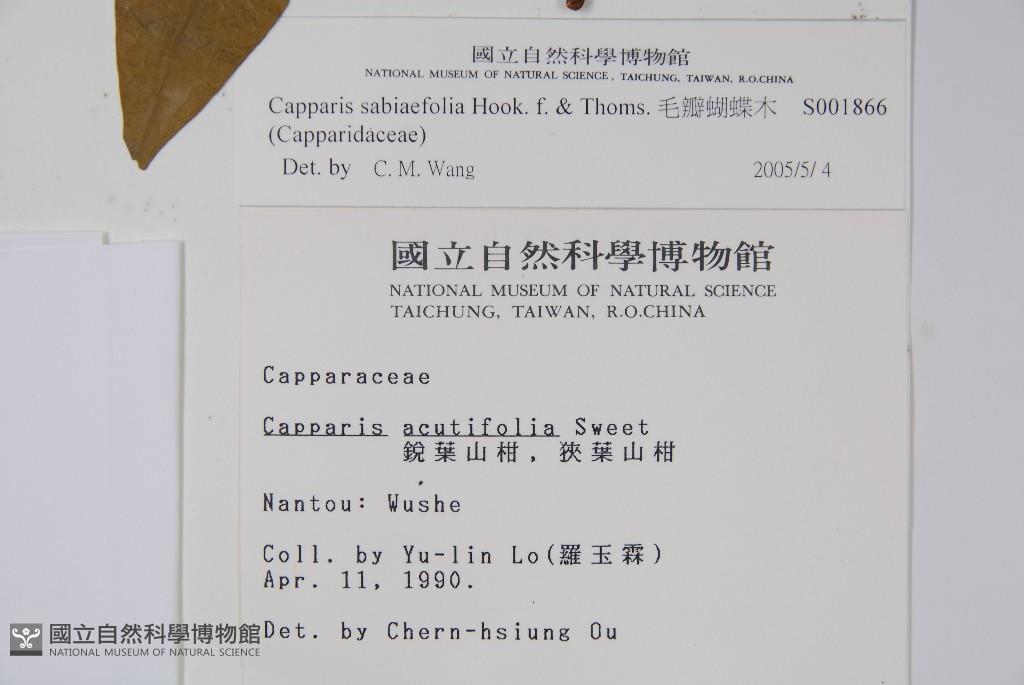 國立自然科學博物館
NATIONAL MUSEUM OF NATURAL SCIENCE, TAICHUNG, TAIWAN, R.O.CHINA
Capparis sabiaefolia Hook. f. & Thoms. 毛瓣蝴蝶木 S001866
(Capparidaceae)
Det. by C. M. Wang 2005/5/ 4
國立自然科學博物館
NATIONAL MUSEUM OF NATURAL SCIENCE
TAICHUNG, TAIWAN, R.O.CHINA
Capparaceae
Capparis acutifolia Sweet
銳葉山柑, 狹葉山柑
Nantou: Wushe
Coll. by Yu-lin Lo(羅玉霖)
Apr. 11, 1990.
Det. by Chern-hsiung Ou
國立自然科學博物館
NATIONAL MUSEUM OF NATURAL SCIENCE